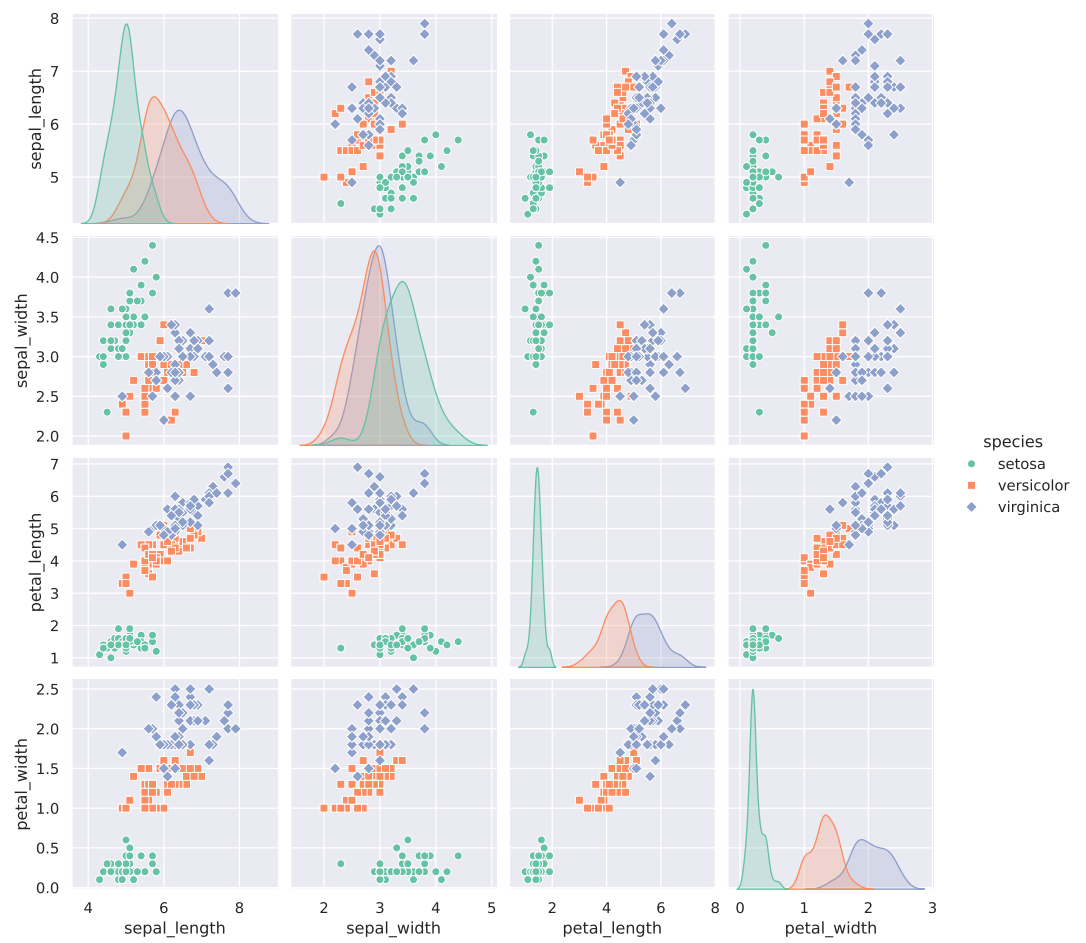 8
7
6
5
sepal_length
4.5
4.0
3.5
3.0
2.5
2.0
sepal_width
7
6
5
4
3
2
1
petal_length
2.5
2.0
1.5
1.0
0.5
0.0
petal_width
4 6 8
sepal_length
2 3 4 5
sepal_width
2 4 6 8
petal_length
0 1 2 3
petal_width
species
setosa
versicolor
virginica